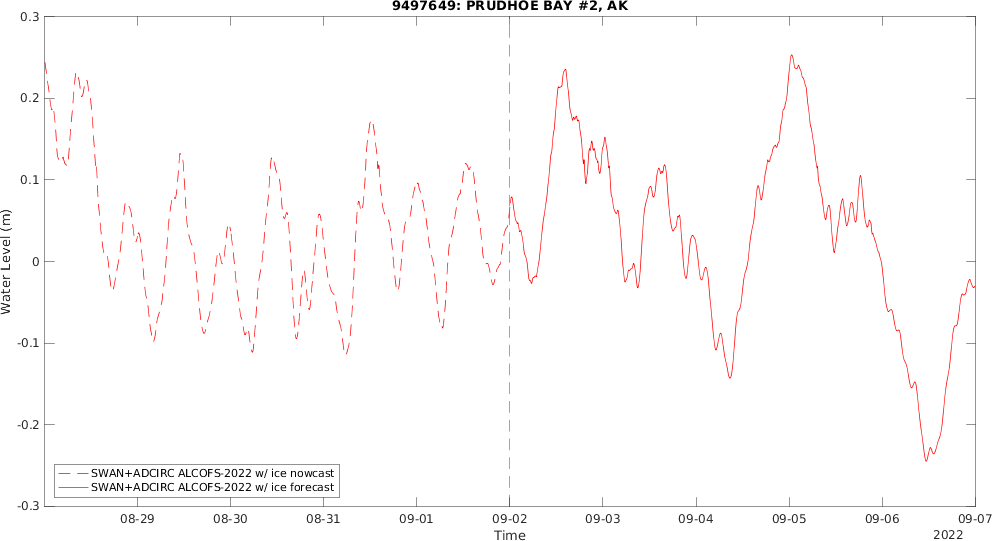 9497649: PRUDHOE BAY #2, AK
0.3
0.2
0.1
0
-0.1
-0.2
-0.3
Water Level (m)
SWAN+ADCIRC ALCOFS-2022 w/ ice nowcast
SWAN+ADCIRC ALCOFS-2022 w/ ice forecast
08-29 08-30 08-31 09-01 09-02 09-03 09-04 09-05 09-06 09-07
Time
2022